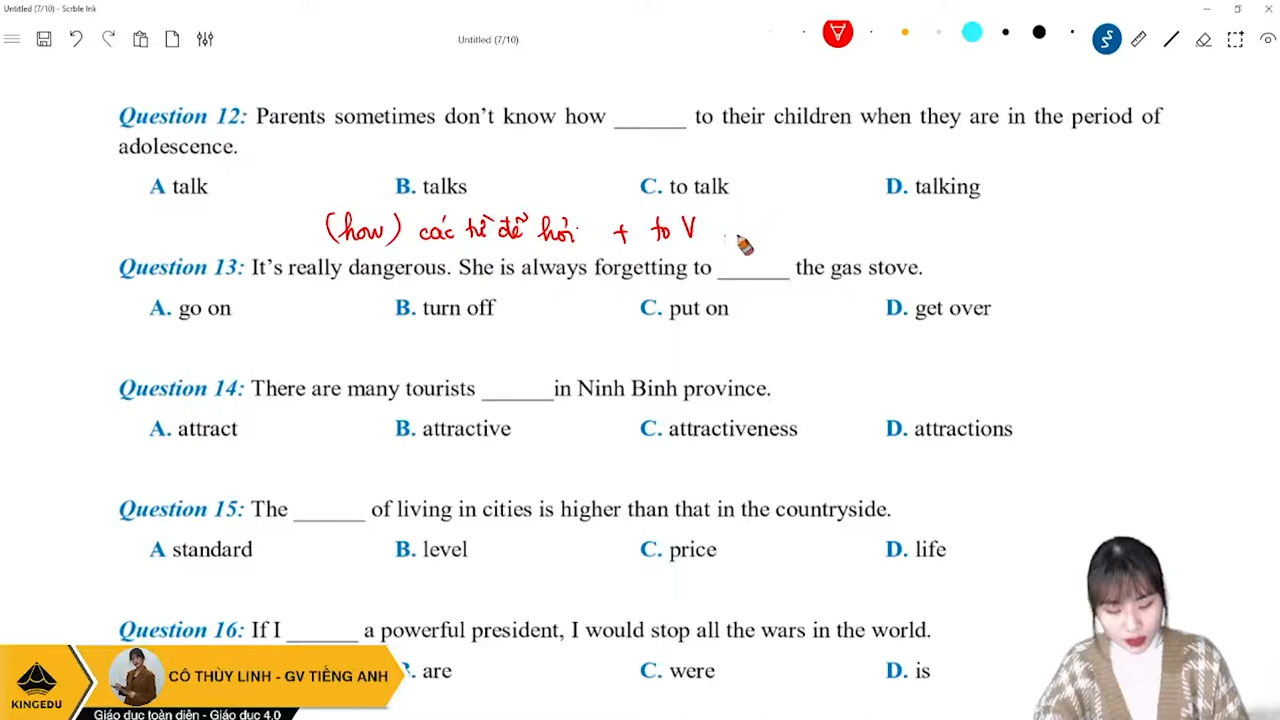 Untitled (7/10) - Scrble Ink
Untitled (7/10)
Question 12: Parents sometimes don't know how ______ to their children when they are in the period of
adolescence.
A talk B. talks C. to talk D. talking
(how) các từ để hỏi + to V
Question 13: It's really dangerous. She is always forgetting to ______ the gas stove.
A. go on B. turn off C. put on D. get over
Question 14: There are many tourists ______in Ninh Binh province.
A. attract B. attractive C. attractiveness D. attractions
Question 15: The ______ of living in cities is higher than that in the countryside.
A standard B. level C. price D. life
Question 16: If I ______ a powerful president, I would stop all the wars in the world.
are C. were D. is
CÔ THÙY LINH - GV TIẾNG ANH
KINGEDU
Giáo dục toàn diện - Giáo dục 4.0